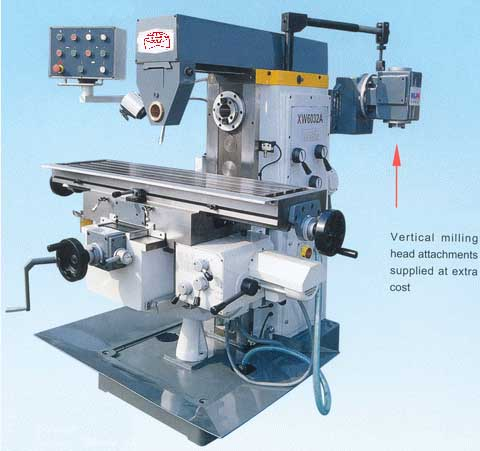 XW6032A
Vertical milling
head attachments
supplied at extra
cost